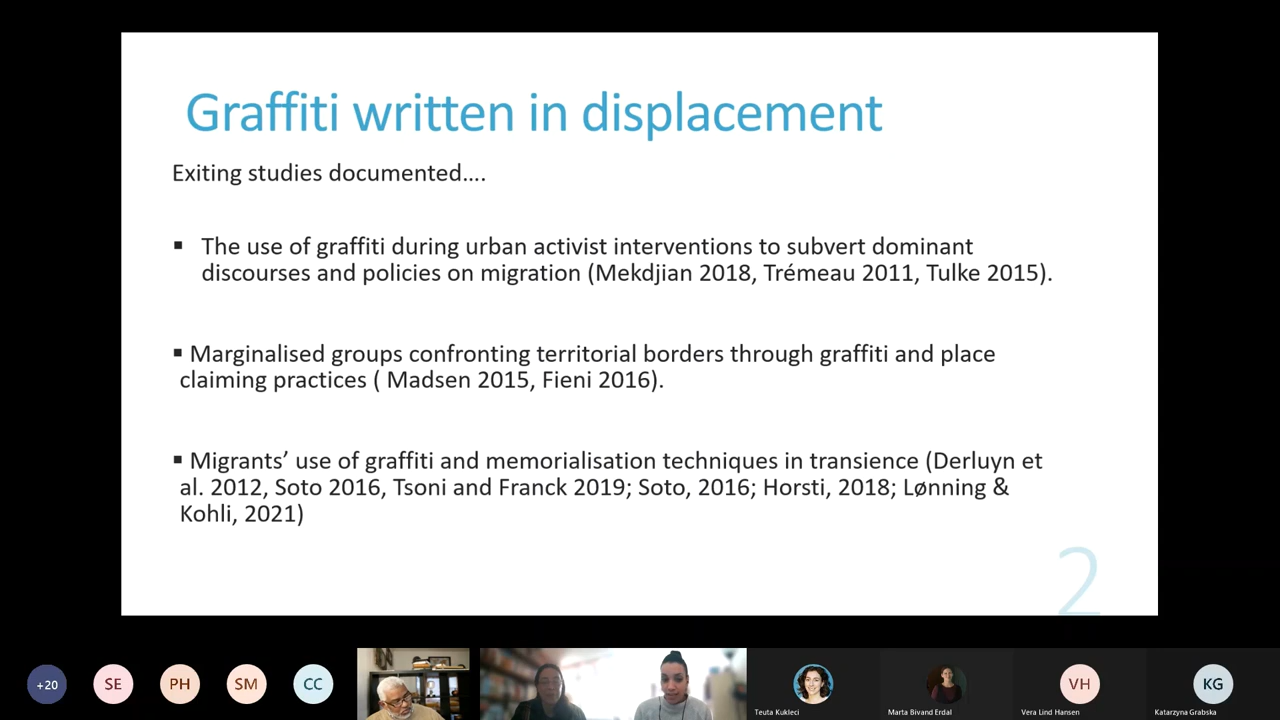 Graffiti written in displacement
Exiting studies documented....
▪ The use of graffiti during urban activist interventions to subvert dominant
discourses and policies on migration (Mekdjian 2018, Trémeau 2011, Tulke 2015).
▪ Marginalised groups confronting territorial borders through graffiti and place
claiming practices ( Madsen 2015, Fieni 2016).
▪ Migrants’ use of graffiti and memorialisation techniques in transience (Derluyn et
al. 2012, Soto 2016, Tsoni and Franck 2019; Soto, 2016; Horsti, 2018; Lønning &
Kohli, 2021)
2
+20 SE PH SM CC VH KG
Teuta Kukleci Marta Bivand Erdal Vera Lind Hansen Katarzyna Grabska